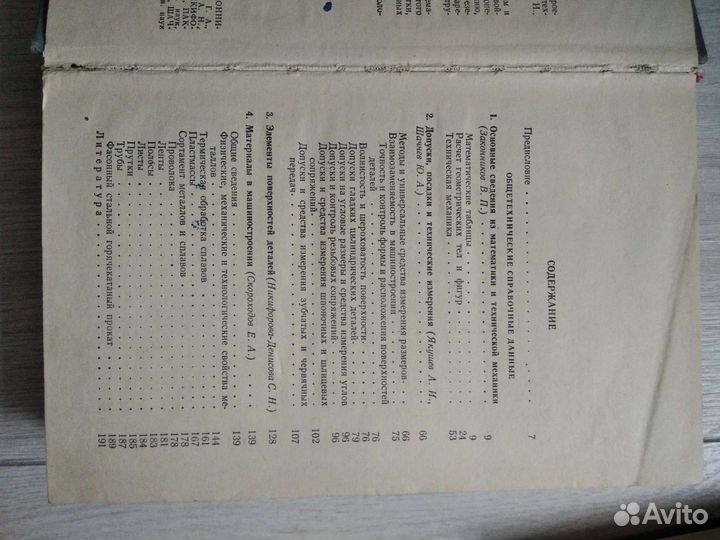 СОДЕРЖАНИЕ
Предисловие . . . . . . . . . . 7
ОБЩЕТЕХНИЧЕСКИЕ СПРАВОЧНЫЕ ДАННЫЕ
1. Основные сведения из математики и технической механики
(Законников В. П.) . . . . . . . . . . 9
Математические таблицы . . . . . . . . . . 9
Расчет геометрических тел и фигур . . . . . . . . . . 24
Техническая механика . . . . . . . . . . 53
2. Допуски, посадки и технические измерения (Якушев А. И.,
Шачнев Ю. А.) . . . . . . . . . . 66
Методы и универсальные средства измерения размеров . . 66
Взаимозаменяемость в машиностроении . . . . . 75
Точность и контроль формы и расположения поверхностей
деталей . . . . . . . . . . 76
Волнистость и шероховатость поверхности . . . . . 76
Допуски гладких цилиндрических деталей . . . . . 79
Допуски на угловые размеры и средства измерения углов 96
Допуски и контроль резьбовых сопряжений . . . . . 96
Допуски и средства измерения шпоночных и шлицевых
сопряжений . . . . . . . . . . 102
Допуски и средства измерения зубчатых и червячных
передач . . . . . . . . . . 107
3. Элементы поверхностей деталей (Никифорова-Денисова С. Н.) 128
4. Материалы в машиностроении (Скороходов Е. А.) . . . 139
Общие сведения . . . . . . . . . . 139
Физические, механические и технологические свойства ме-
таллов . . . . . . . . . . 144
Термическая обработка сплавов . . . . . . . . . . 161
Пластмассы . . . . . . . . . . 167
Сортамент металлов и сплавов . . . . . . . . . . 178
Проволока . . . . . . . . . . 178
Ленты . . . . . . . . . . 181
Полосы . . . . . . . . . . 183
Листы . . . . . . . . . . 184
Прутки . . . . . . . . . . 185
Трубы . . . . . . . . . . 187
Фасонный стальной горячекатаный прокат . . . . . 189
Литература . . . . . . . . . . 191
Avito